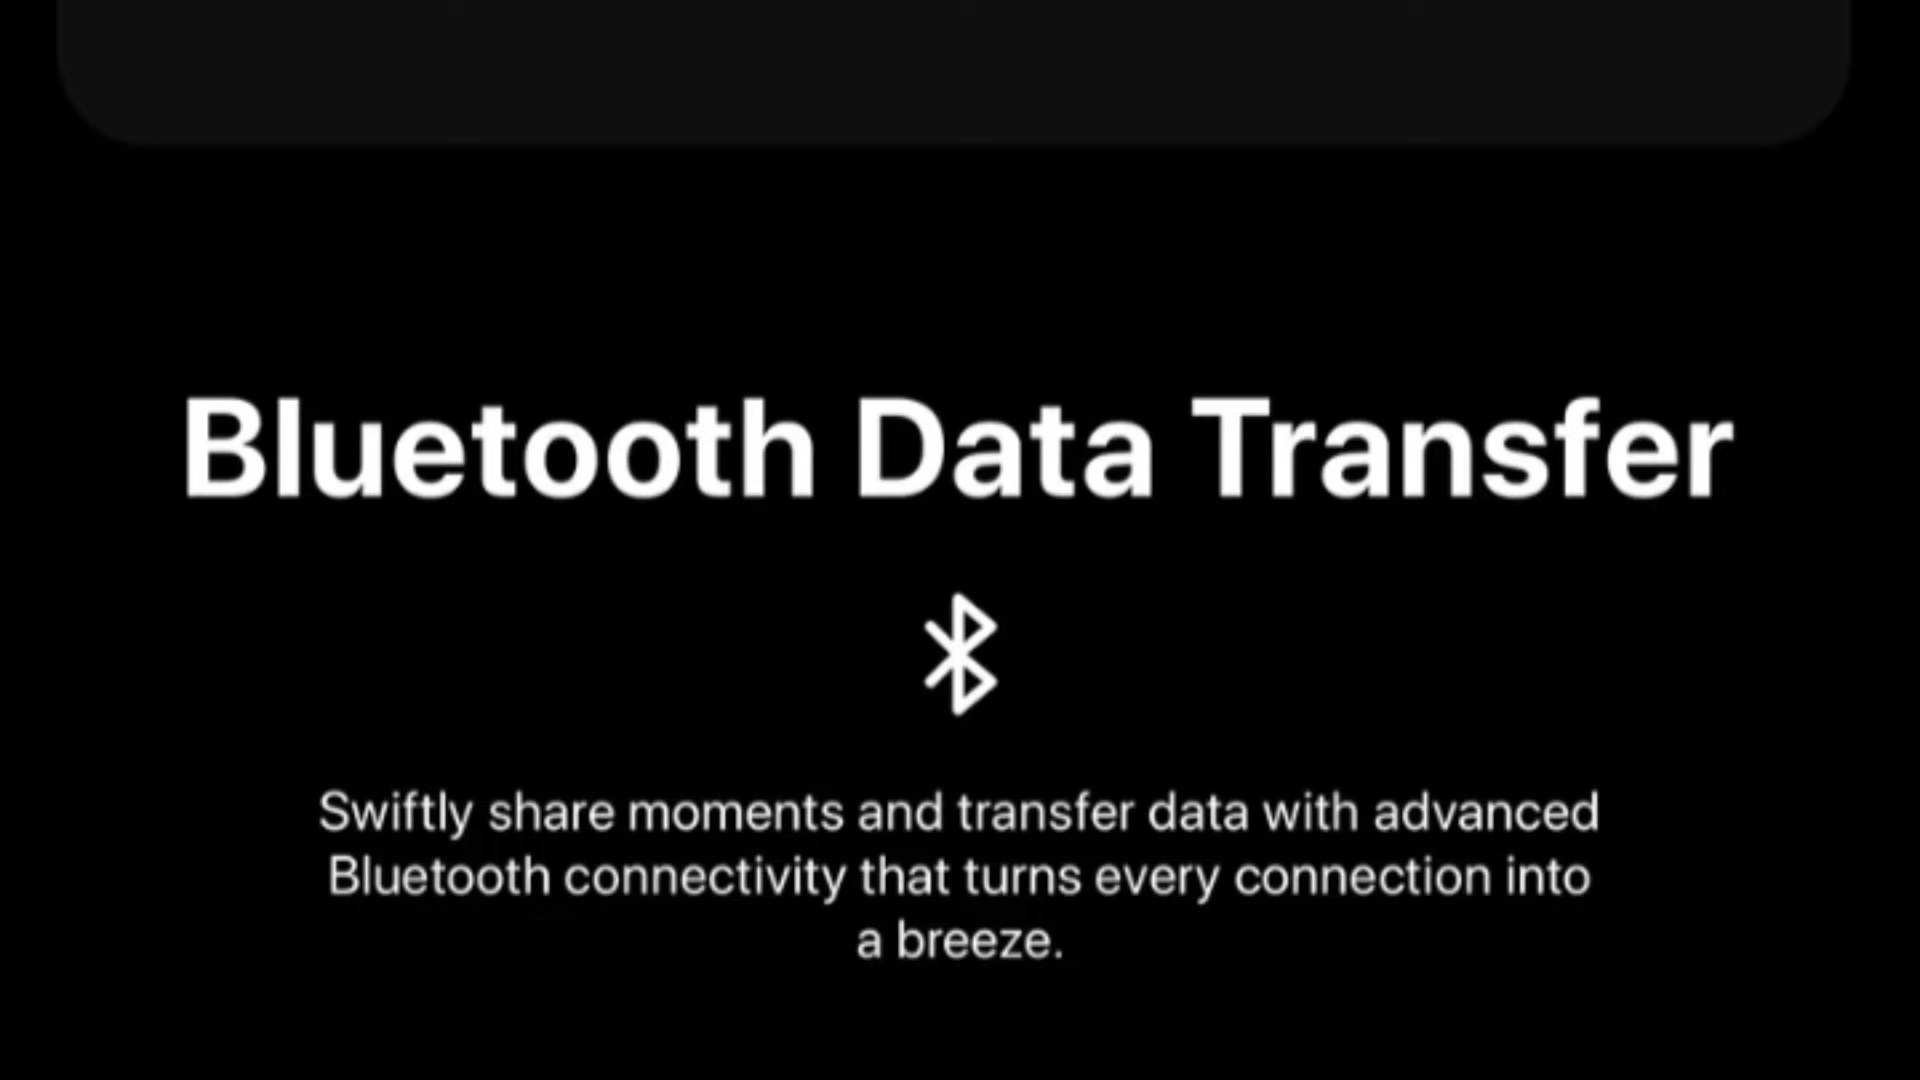 Bluetooth Data Transfer
Swiftly share moments and transfer data with advanced
Bluetooth connectivity that turns every connection into
a breeze.